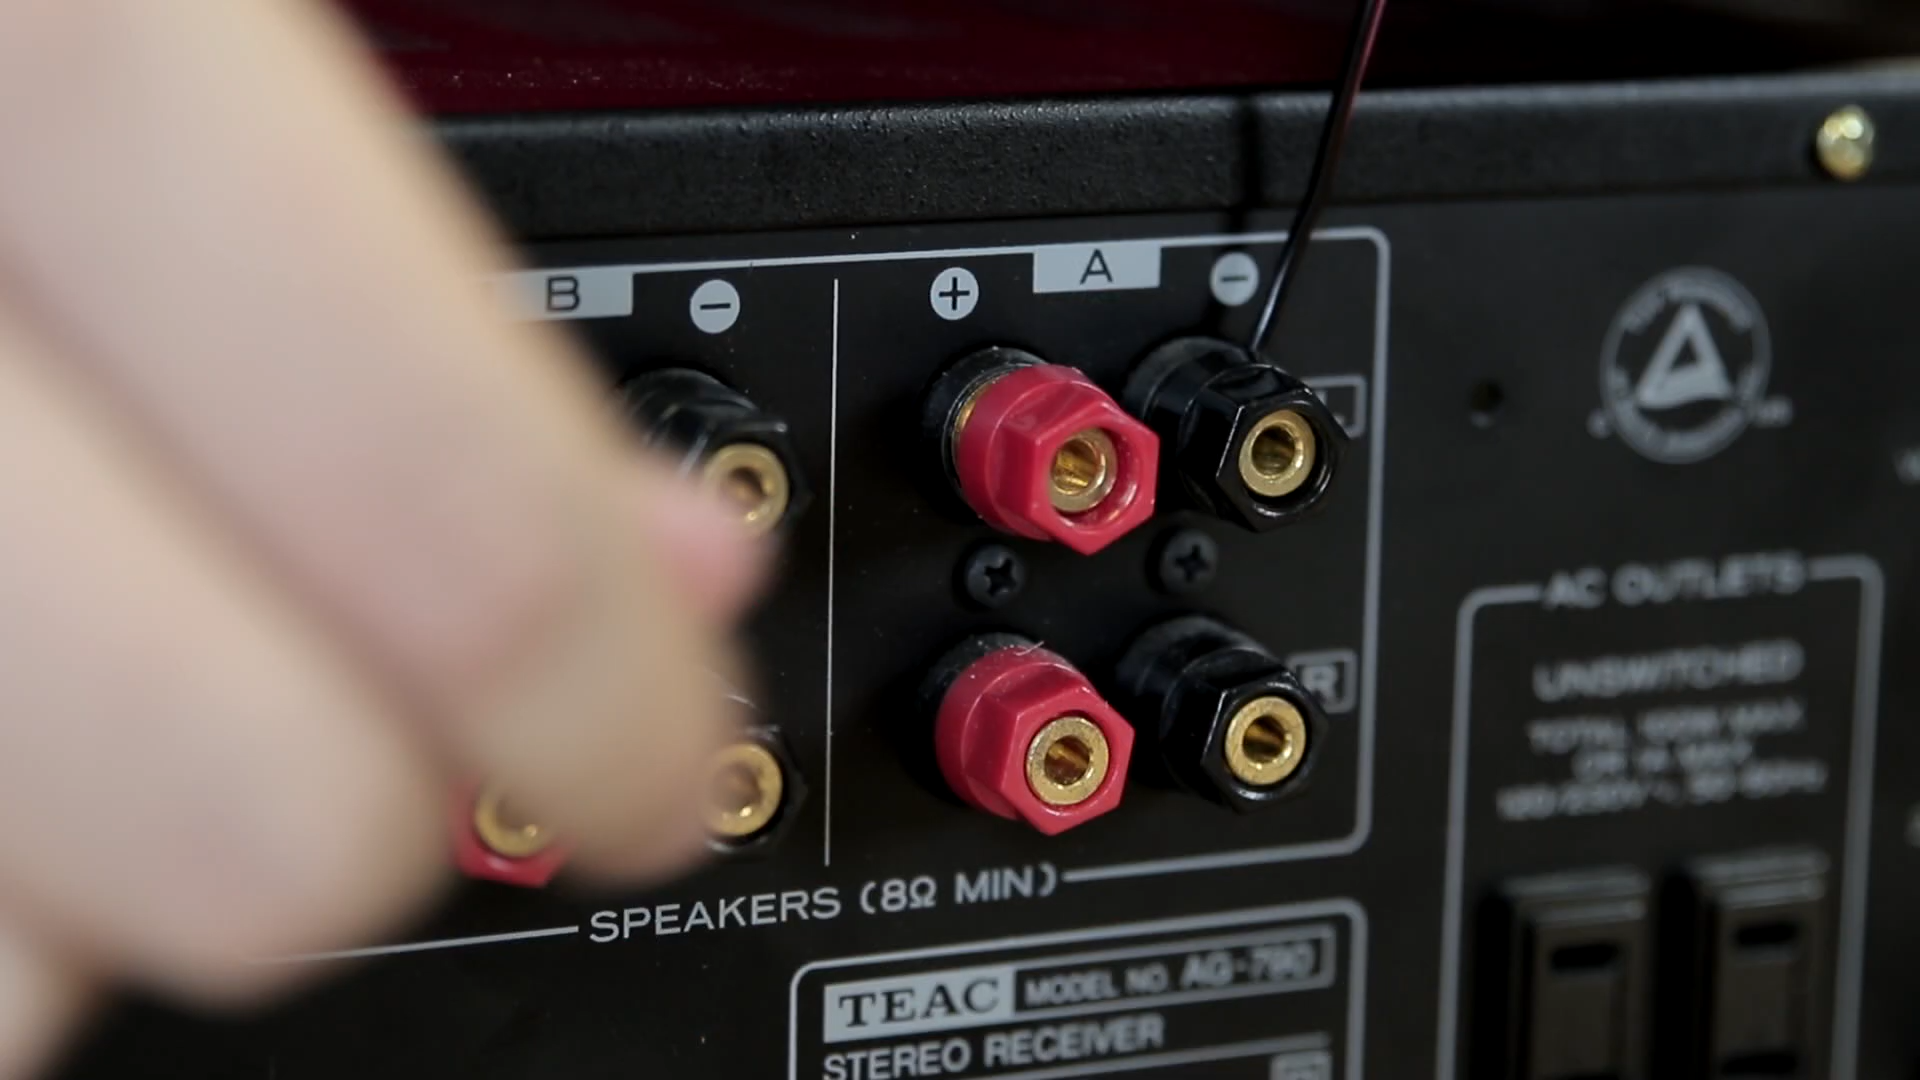 B
−
+
A
−
L
R
SPEAKERS (8Ω MIN)
AC OUTLETS
UNSWITCHED
TEAC MODEL NO. AG-790
STEREO RECEIVER